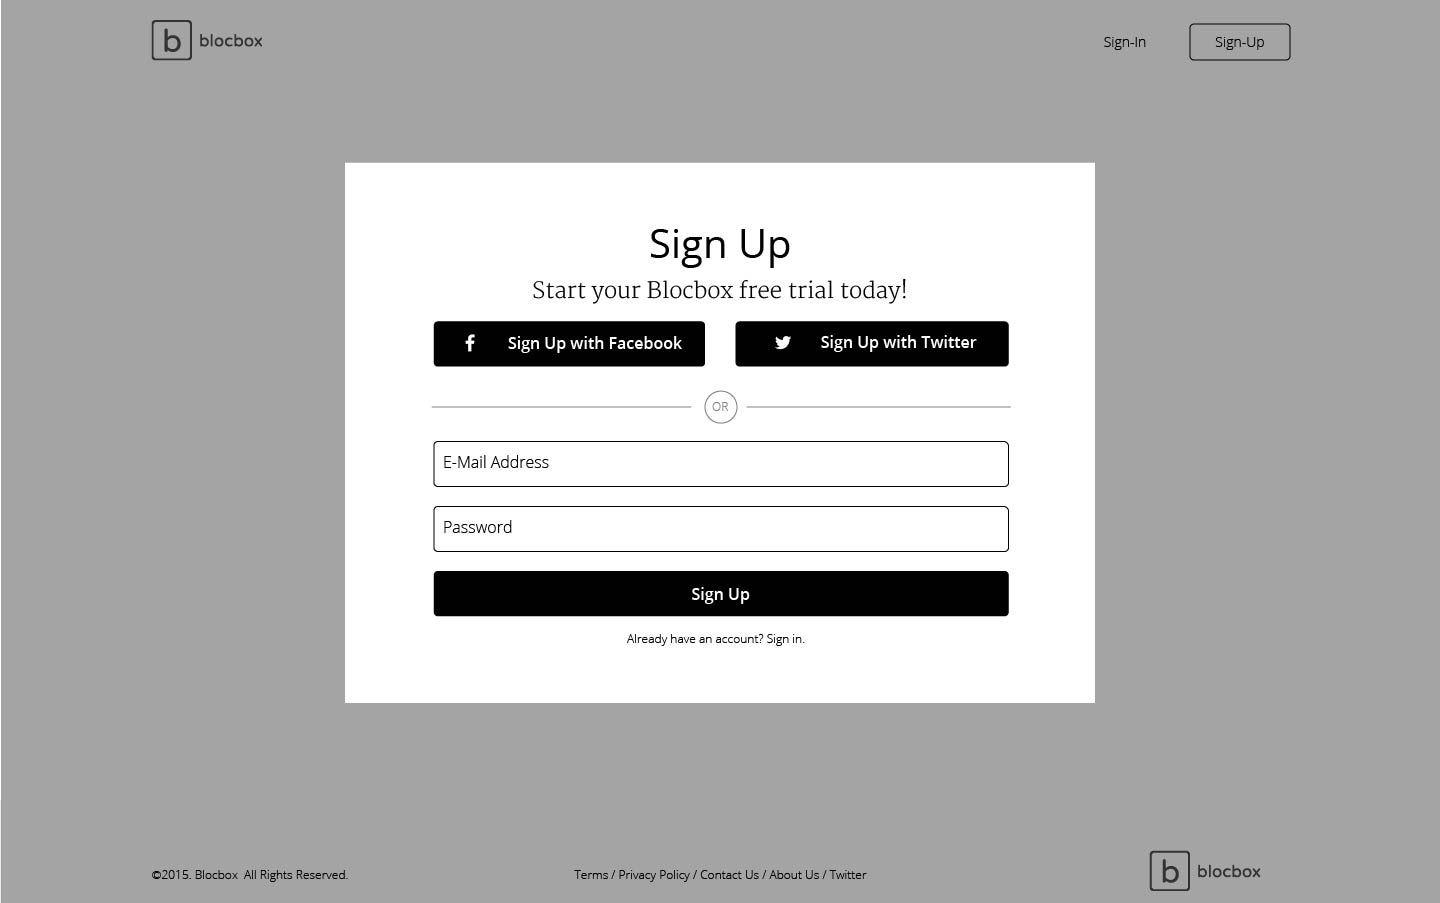 b blocbox
Sign-In
Sign-Up
Sign Up
Start your Blocbox free trial today!
Sign Up with Facebook
Sign Up with Twitter
OR
E-Mail Address
Password
Sign Up
Already have an account? Sign in.
©2015. Blocbox  All Rights Reserved.
Terms / Privacy Policy / Contact Us / About Us / Twitter
b blocbox